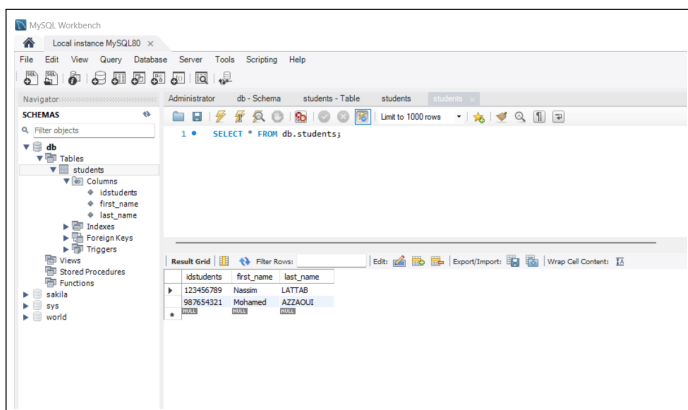 MySQL Workbench
Local instance MySQL80 ×
File Edit View Query Database Server Tools Scripting Help
Navigator
SCHEMAS
Filter objects
db
Tables
students
Columns
idstudents
first_name
last_name
Indexes
Foreign Keys
Triggers
Views
Stored Procedures
Functions
sakila
sys
world
Administrator db - Schema students - Table students students ×
Limit to 1000 rows
1 SELECT * FROM db.students;
Result Grid Filter Rows: Edit: Export/Import: Wrap Cell Content:
idstudents first_name last_name
123456789 Nassim LATTAB
987654321 Mohamed AZZAOUI
NULL NULL NULL